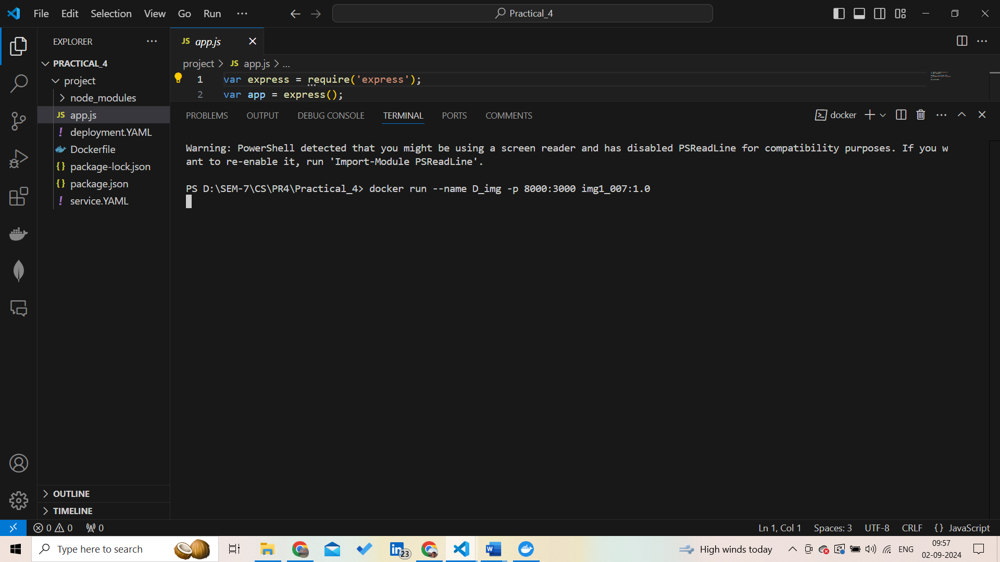 File Edit Selection View Go Run ...
Practical_4
EXPLORER
PRACTICAL_4
project
node_modules
JS app.js
! deployment.YAML
Dockerfile
{} package-lock.json
{} package.json
! service.YAML
OUTLINE
TIMELINE
JS app.js
project > JS app.js > ...
1 var express = require('express');
2 var app = express();
PROBLEMS OUTPUT DEBUG CONSOLE TERMINAL PORTS COMMENTS
docker
Warning: PowerShell detected that you might be using a screen reader and has disabled PSReadLine for compatibility purposes. If you w
ant to re-enable it, run 'Import-Module PSReadLine'.
PS D:\SEM-7\CS\PR4\Practical_4> docker run --name D_img -p 8000:3000 img1_007:1.0
0 0 0
Ln 1, Col 1 Spaces: 3 UTF-8 CRLF {} JavaScript
Type here to search
23
High winds today
ENG
09:57
02-09-2024